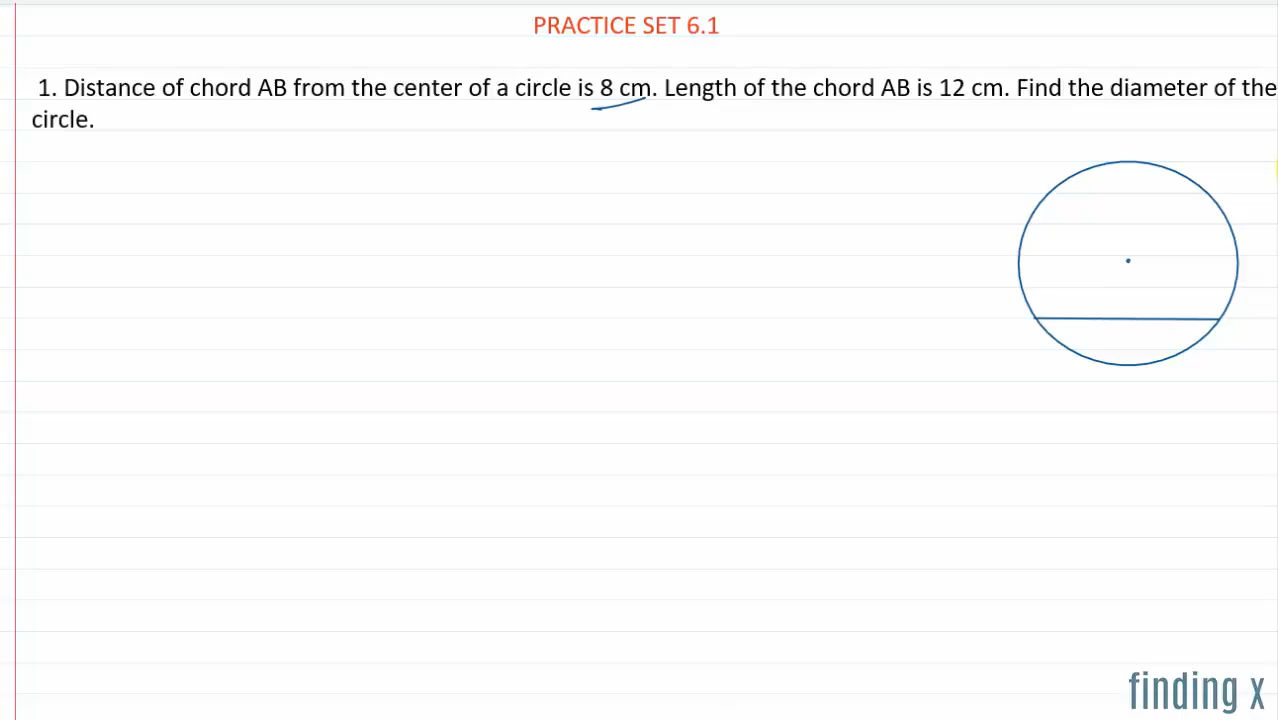 PRACTICE SET 6.1
1. Distance of chord AB from the center of a circle is 8 cm. Length of the chord AB is 12 cm. Find the diameter of the
circle.
finding x